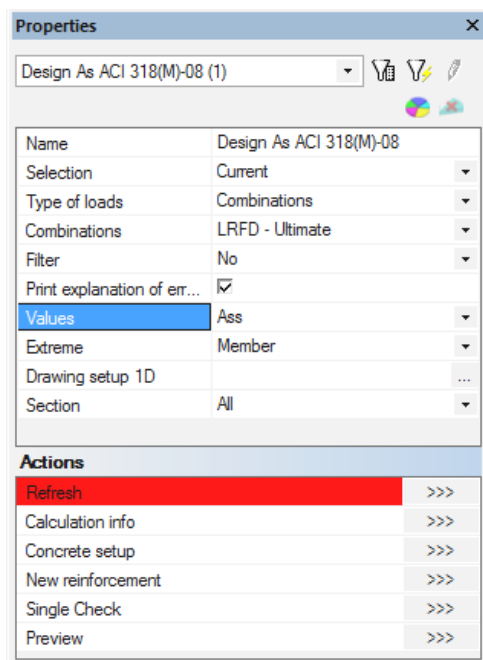 Properties
Design As ACI 318(M)-08 (1)
Name Design As ACI 318(M)-08
Selection Current
Type of loads Combinations
Combinations LRFD - Ultimate
Filter No
Print explanation of err...
Values Ass
Extreme Member
Drawing setup 1D ...
Section All
Actions
Refresh >>>
Calculation info >>>
Concrete setup >>>
New reinforcement >>>
Single Check >>>
Preview >>>